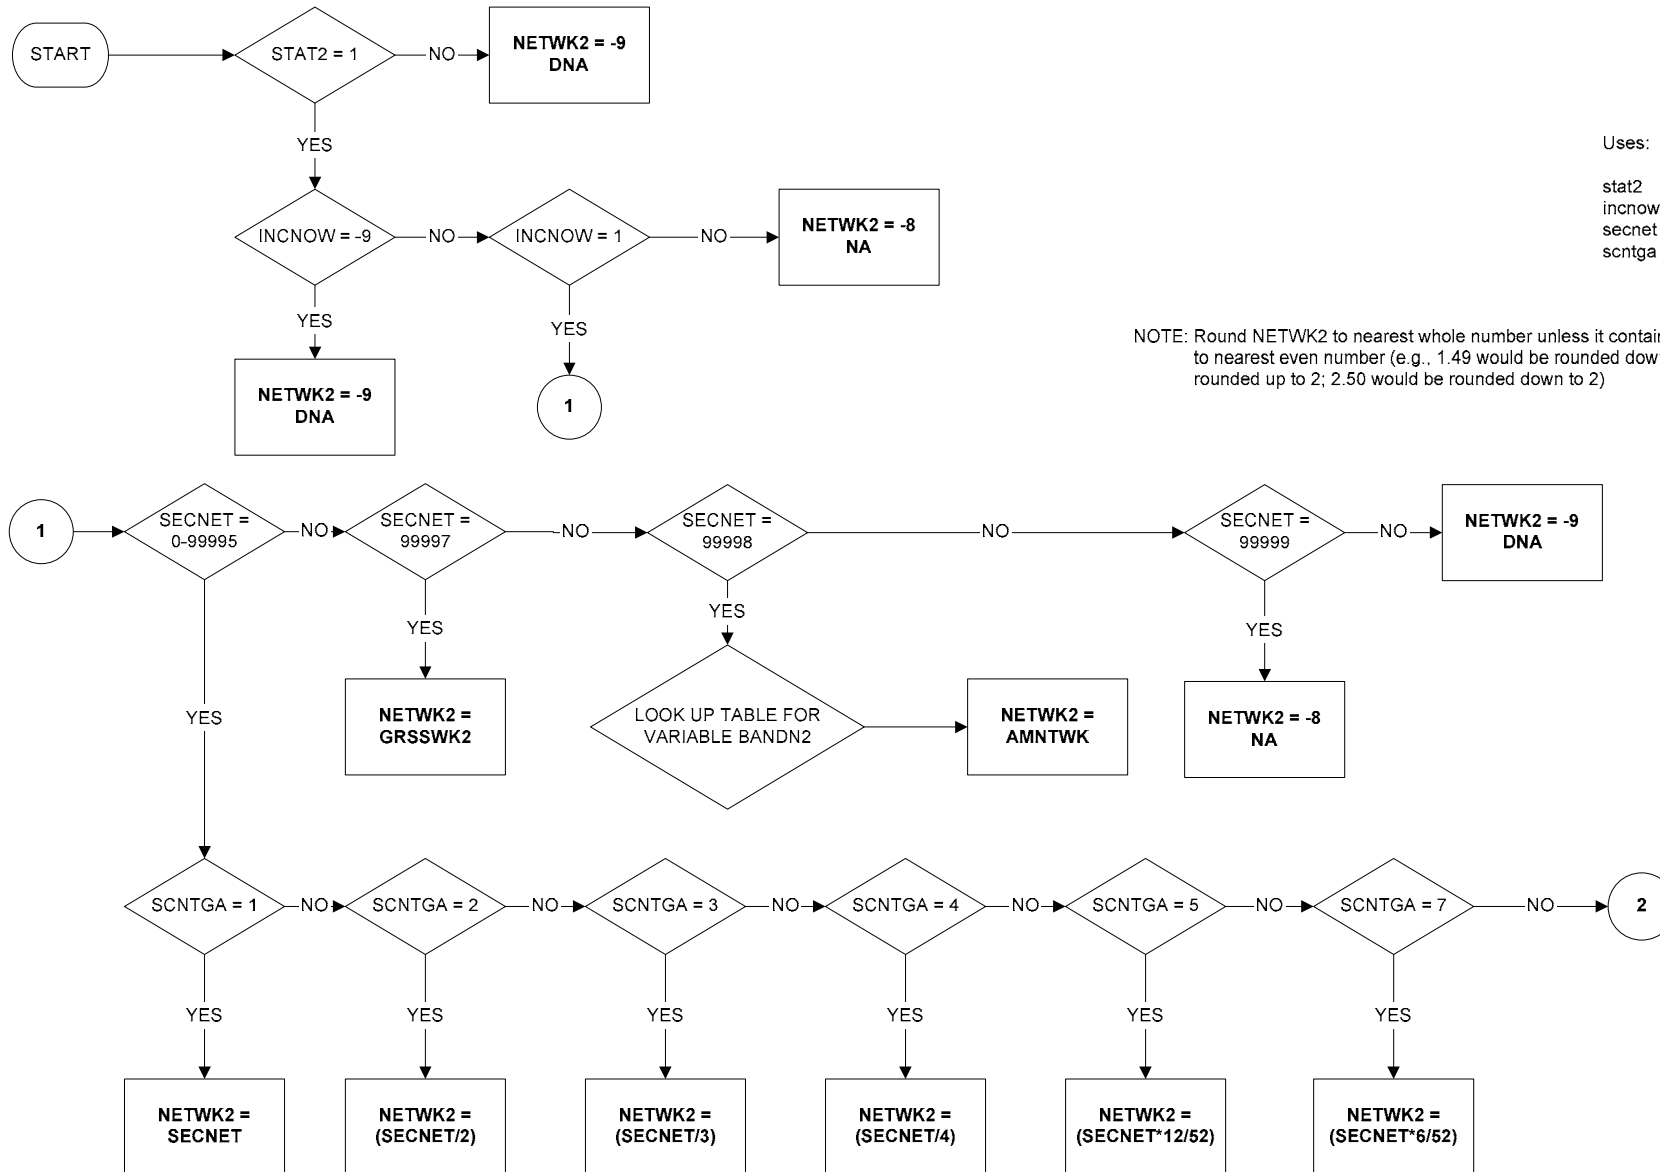 START
STAT2 = 1
NO
NETWK2 = -9
DNA
YES
Uses:
stat2
incnow
secnet
scntga
INCNOW = -9
NO
INCNOW = 1
NO
NETWK2 = -8
NA
YES
YES
NOTE: Round NETWK2 to nearest whole number unless it
to nearest even number (e.g., 1.49 would be rounded
rounded up to 2; 2.50 would be rounded down to 2)
NETWK2 = -9
DNA
1
1
SECNET =
0-99995
NO
SECNET =
99997
NO
SECNET =
99998
NO
SECNET =
99999
NO
NETWK2 = -9
DNA
YES
YES
YES
YES
NETWK2 =
GRSSWK2
LOOK UP TABLE FOR
VARIABLE BANDN2
NETWK2 =
AMNTWK
NETWK2 = -8
NA
SCNTGA = 1
NO
SCNTGA = 2
NO
SCNTGA = 3
NO
SCNTGA = 4
NO
SCNTGA = 5
NO
SCNTGA = 7
NO
2
YES
YES
YES
YES
YES
YES
NETWK2 =
SECNET
NETWK2 =
(SECNET/2)
NETWK2 =
(SECNET/3)
NETWK2 =
(SECNET/4)
NETWK2 =
(SECNET*12/52)
NETWK2 =
(SECNET*6/52)